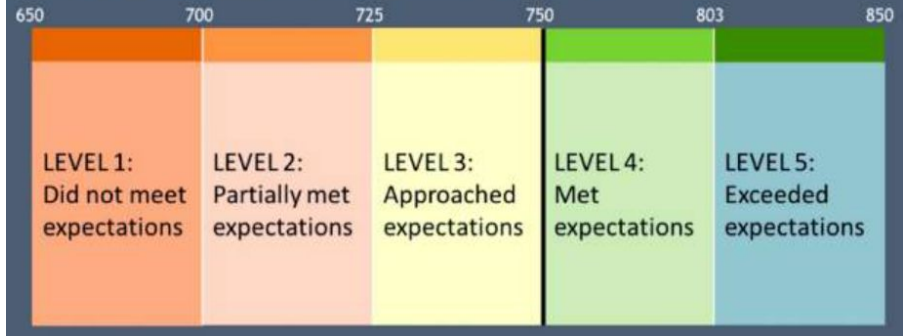 650 700 725 750 803 850
LEVEL 1:
Did not meet
expectations
LEVEL 2:
Partially met
expectations
LEVEL 3:
Approached
expectations
LEVEL 4:
Met
expectations
LEVEL 5:
Exceeded
expectations